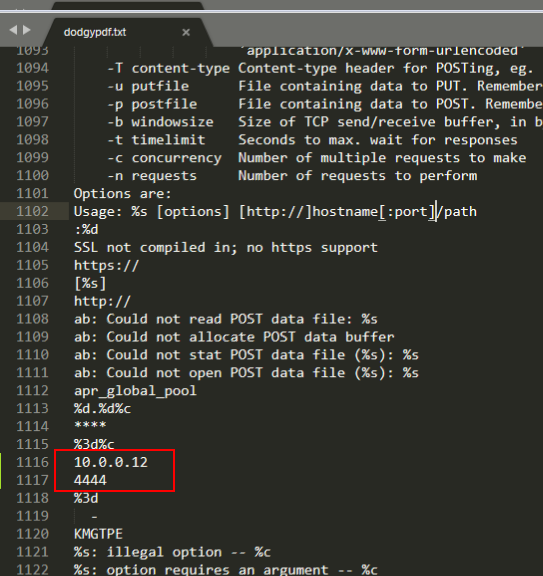 dodgypdf.txt ×
1093 'application/x-www-form-urlencoded'
1094 -T content-type Content-type header for POSTing, eg.
1095 -u putfile File containing data to PUT. Remember
1096 -p postfile File containing data to POST. Remembe
1097 -b windowsize Size of TCP send/receive buffer, in b
1098 -t timelimit Seconds to max. wait for responses
1099 -c concurrency Number of multiple requests to make
1100 -n requests Number of requests to perform
1101 Options are:
1102 Usage: %s [options] [http://]hostname[:port]/path
1103 :%d
1104 SSL not compiled in; no https support
1105 https://
1106 [%s]
1107 http://
1108 ab: Could not read POST data file: %s
1109 ab: Could not allocate POST data buffer
1110 ab: Could not stat POST data file (%s): %s
1111 ab: Could not open POST data file (%s): %s
1112 apr_global_pool
1113 %d.%d%c
1114 ****
1115 %3d%c
1116 10.0.0.12
1117 4444
1118 %3d
1119 -
1120 KMGTPE
1121 %s: illegal option -- %c
1122 %s: option requires an argument -- %c